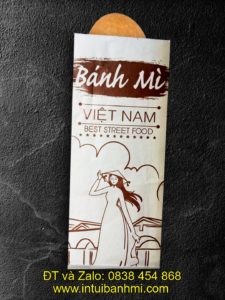 Bánh Mì
VIỆT NAM
BEST STREET FOOD
ĐT và Zalo: 0838 454 868
www.intuibanhmi.com